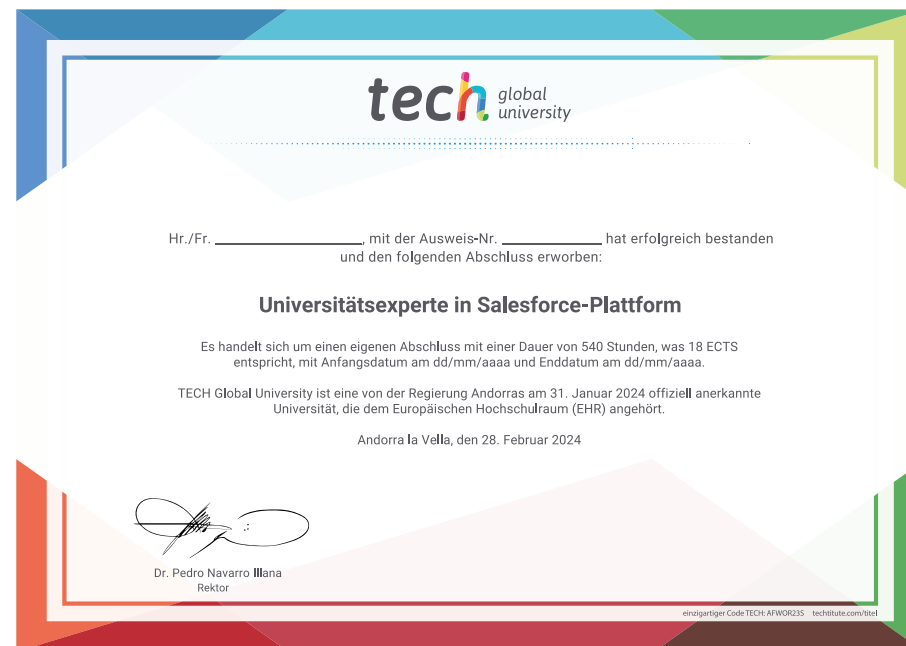 tech global
university
Hr./Fr. ____________________, mit der Ausweis-Nr. ______________ hat erfolgreich bestanden
und den folgenden Abschluss erworben:
Universitätsexperte in Salesforce-Plattform
Es handelt sich um einen eigenen Abschluss mit einer Dauer von 540 Stunden, was 18 ECTS
entspricht, mit Anfangsdatum am dd/mm/aaaa und Enddatum am dd/mm/aaaa.
TECH Global University ist eine von der Regierung Andorras am 31. Januar 2024 offiziell anerkannte
Universität, die dem Europäischen Hochschulraum (EHR) angehört.
Andorra la Vella, den 28. Februar 2024
Dr. Pedro Navarro Illana
Rektor
einzigartiger Code TECH: AFWOR235 techtitute.com/titel